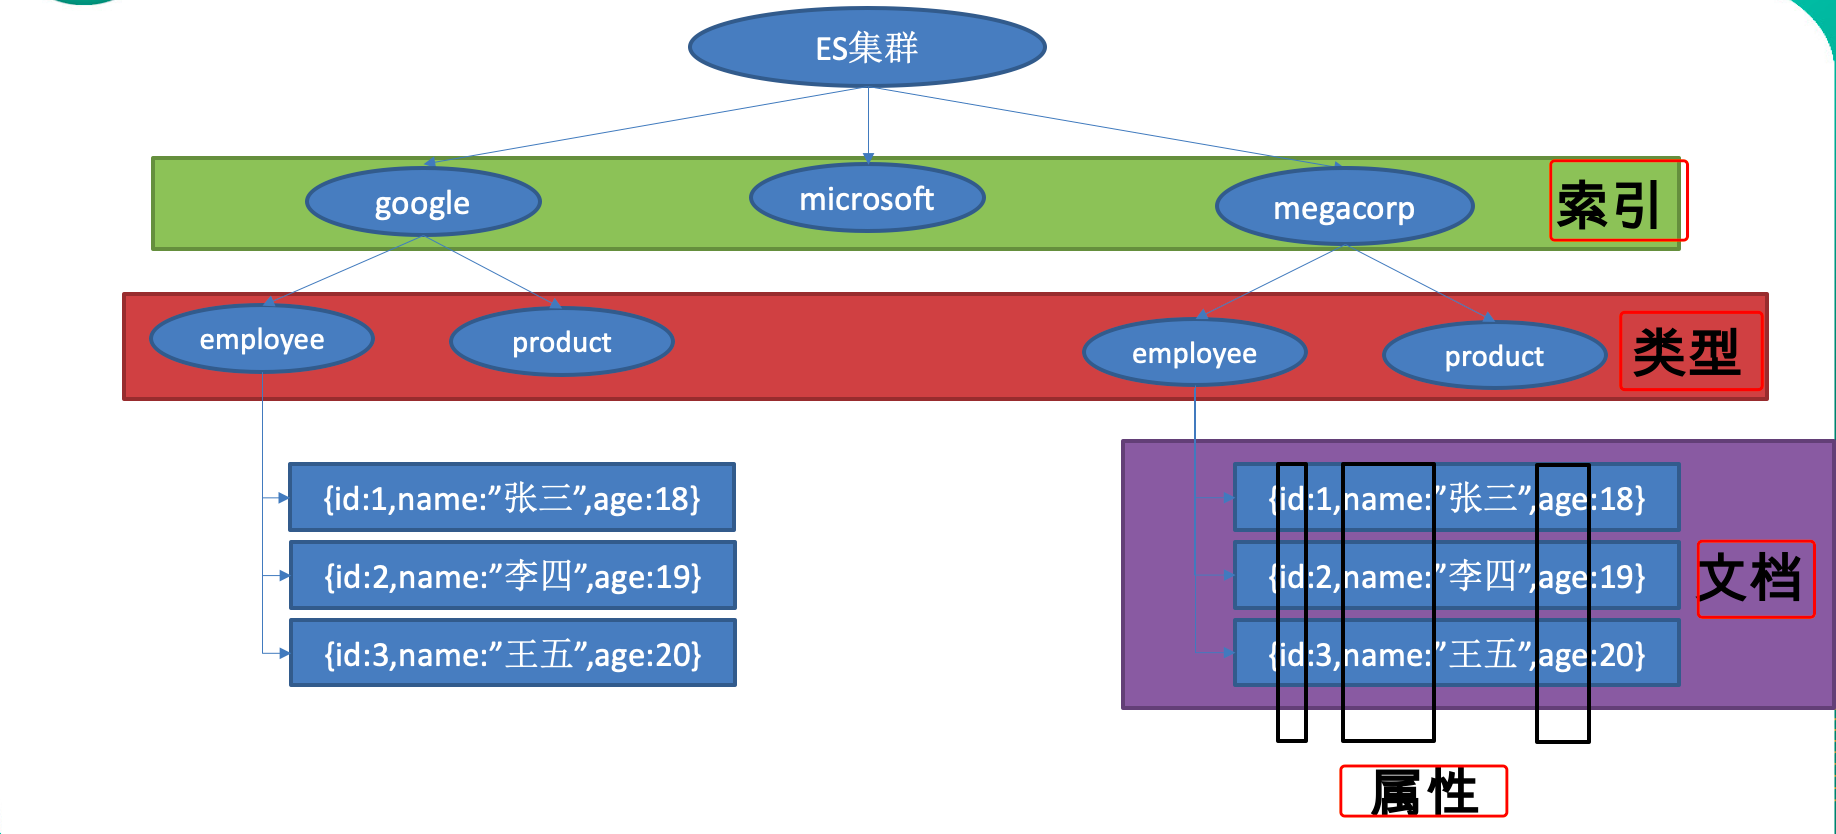 ES集群
google
microsoft
megacorp
索引
employee
product
employee
product
类型
{id:1,name:”张三”,age:18}
{id:2,name:”李四”,age:19}
{id:3,name:”王五”,age:20}
{id:1,name:”张三”,age:18}
{id:2,name:”李四”,age:19}
{id:3,name:”王五”,age:20}
文档
属性